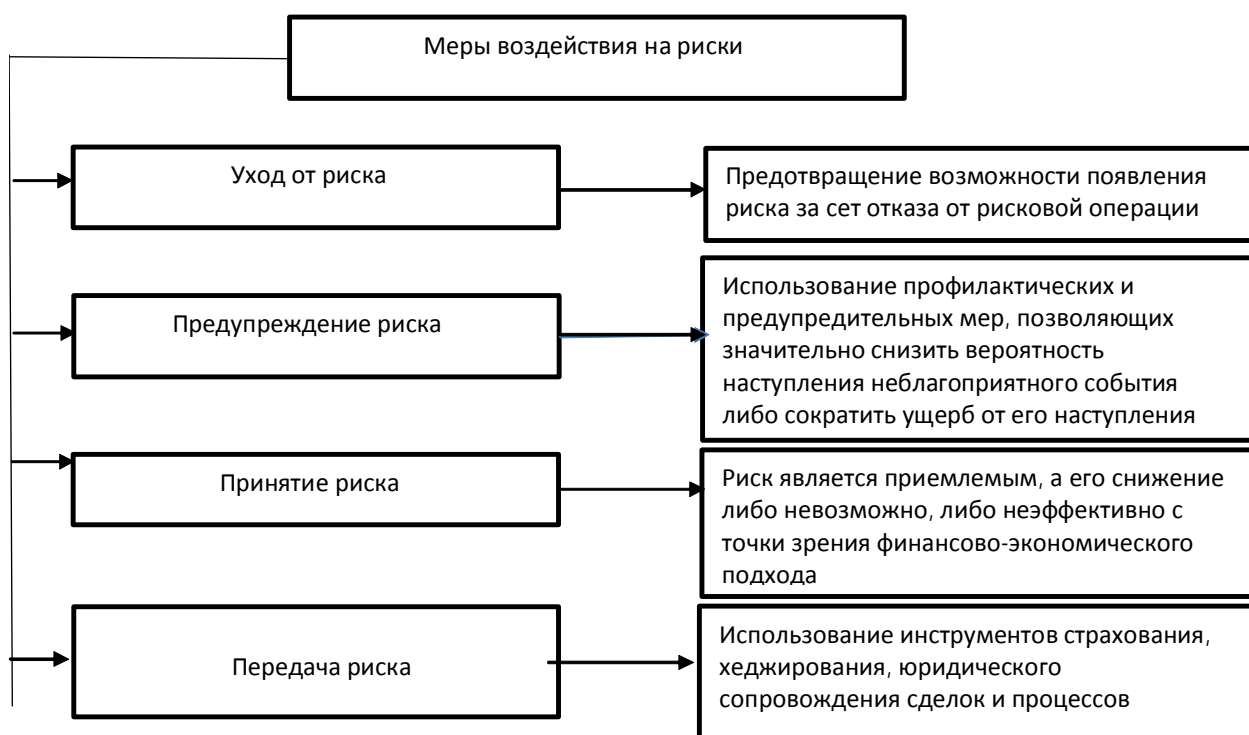 Меры воздействия на риски
Уход от риска
Предотвращение возможности появления
риска за сет отказа от рисковой операции
Предупреждение риска
Использование профилактических и
предупредительных мер, позволяющих
значительно снизить вероятность
наступления неблагоприятного события
либо сократить ущерб от его наступления
Принятие риска
Риск является приемлемым, а его снижение
либо невозможно, либо неэффективно с
точки зрения финансово-экономического
подхода
Передача риска
Использование инструментов страхования,
хеджирования, юридического
сопровождения сделок и процессов